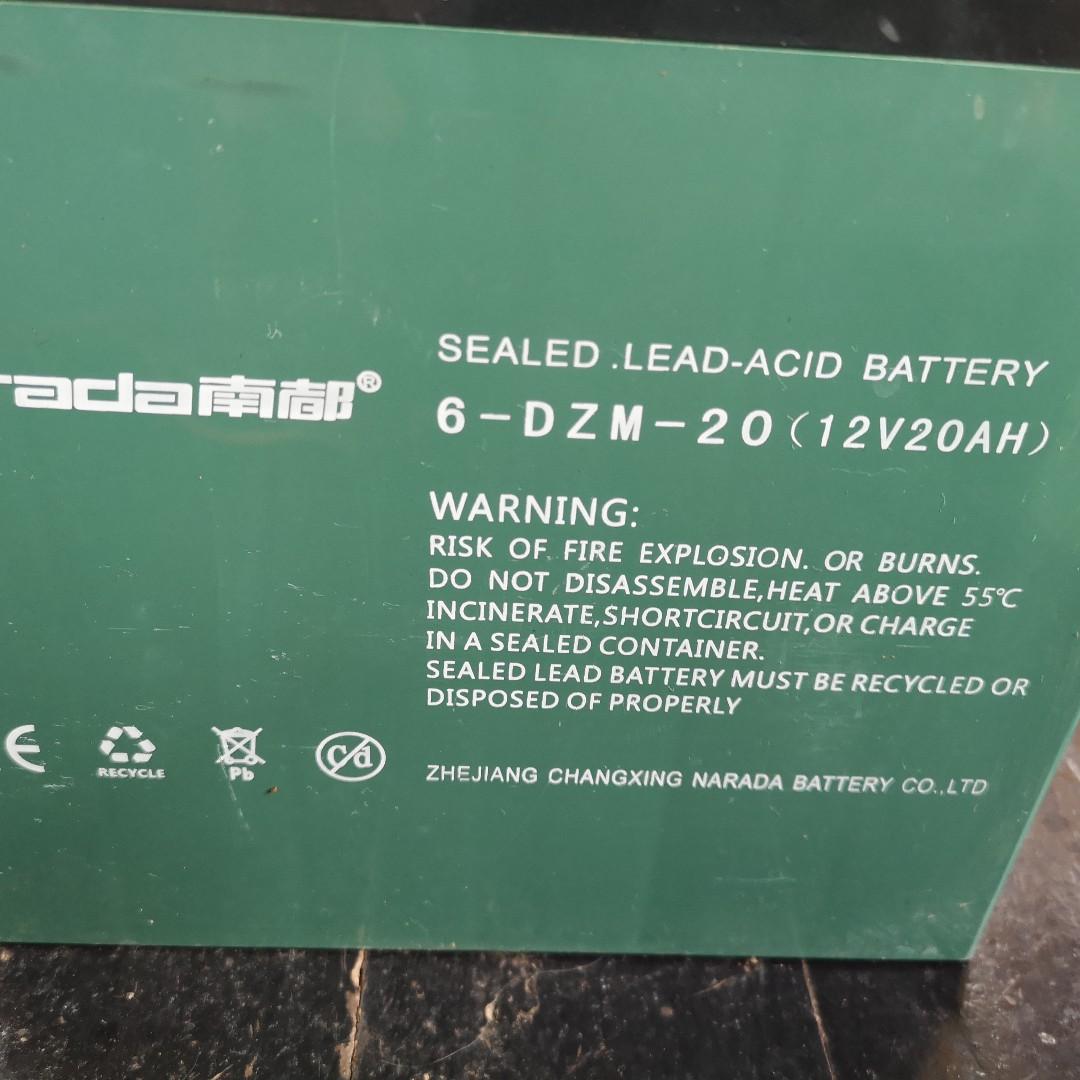 rada南都®
SEALED .LEAD-ACID BATTERY
6-DZM-20(12V20AH)
WARNING:
RISK OF FIRE EXPLOSION. OR BURNS.
DO NOT DISASSEMBLE,HEAT ABOVE 55℃
INCINERATE,SHORTCIRCUIT,OR CHARGE
IN A SEALED CONTAINER.
SEALED LEAD BATTERY MUST BE RECYCLED OR
DISPOSED OF PROPERLY
CE
RECYCLE
Pb
Cd
ZHEJIANG CHANGXING NARADA BATTERY CO.,LTD